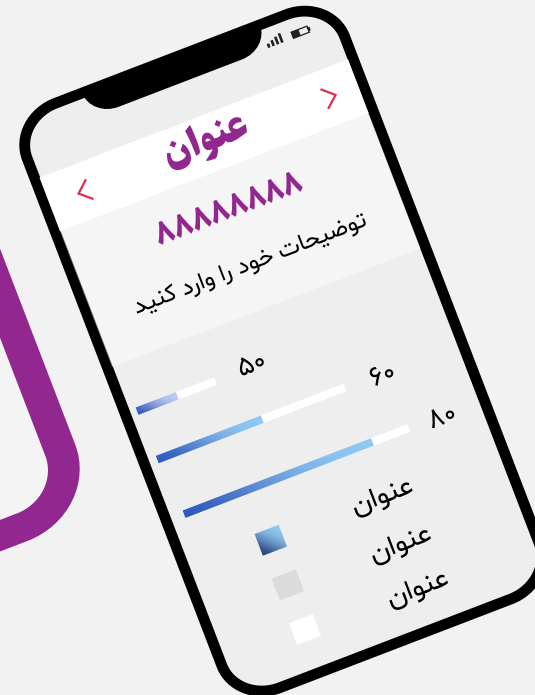 عنوان
۸۸۸۸۸۸۸۸
توضیحات خود را وارد کنید
۵۰
۶۰
۸۰
عنوان
عنوان
عنوان